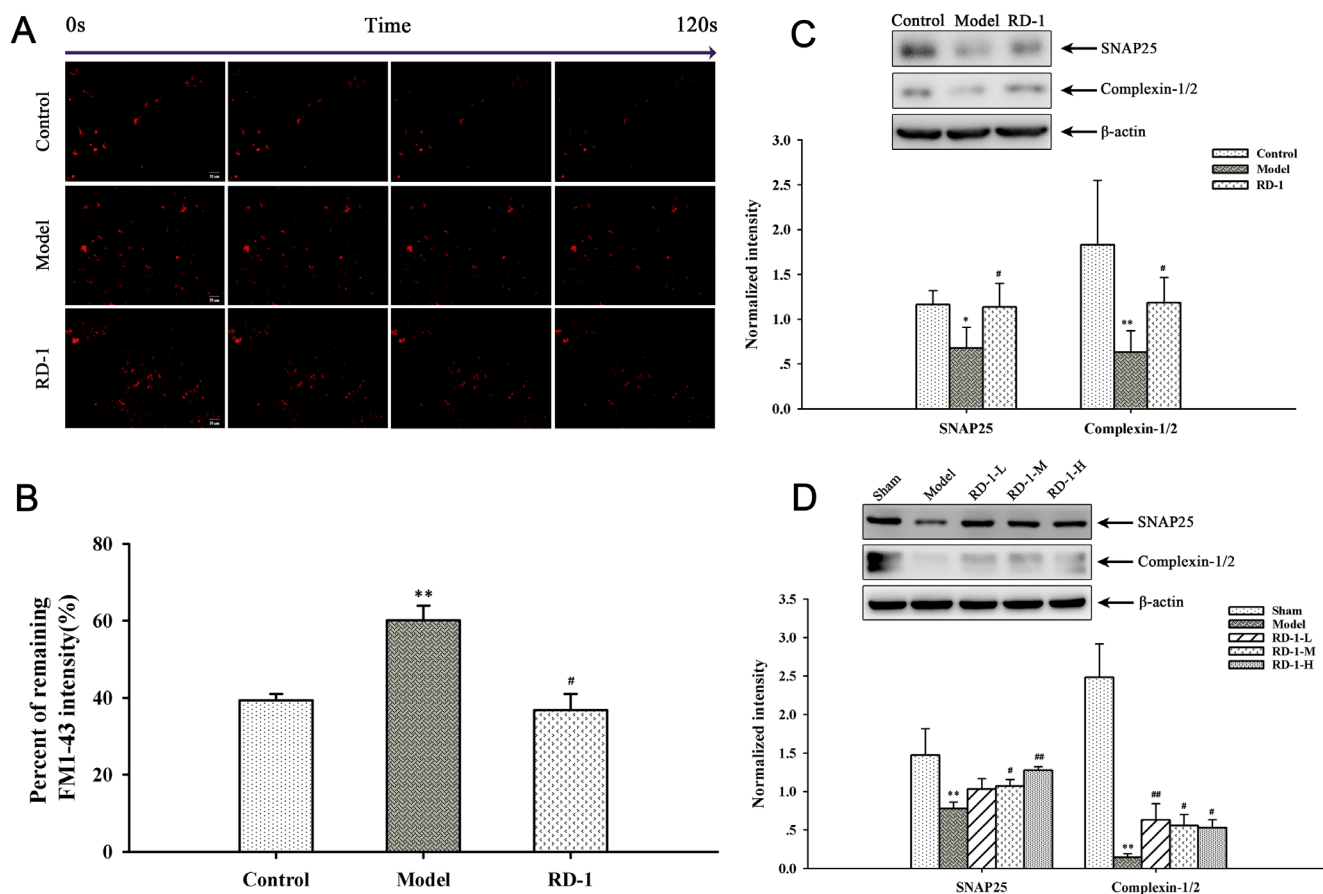 A
0s Time 120s
Control
Model
RD-1
B
Percent of remaining
FM1-43 intensity(%)
80
60
40
20
0
**
#
Control Model RD-1
C
Control Model RD-1
SNAP25
Complexin-1/2
β-actin
Normalized intensity
3.0
2.5
2.0
1.5
1.0
.5
0.0
Control
Model
RD-1
*
#
**
#
SNAP25 Complexin-1/2
D
Sham Model RD-1-L RD-1-M RD-1-H
SNAP25
Complexin-1/2
β-actin
Normalized intensity
3.5
3.0
2.5
2.0
1.5
1.0
.5
0.0
Sham
Model
RD-1-L
RD-1-M
RD-1-H
**
#
##
**
##
#
#
SNAP25 Complexin-1/2